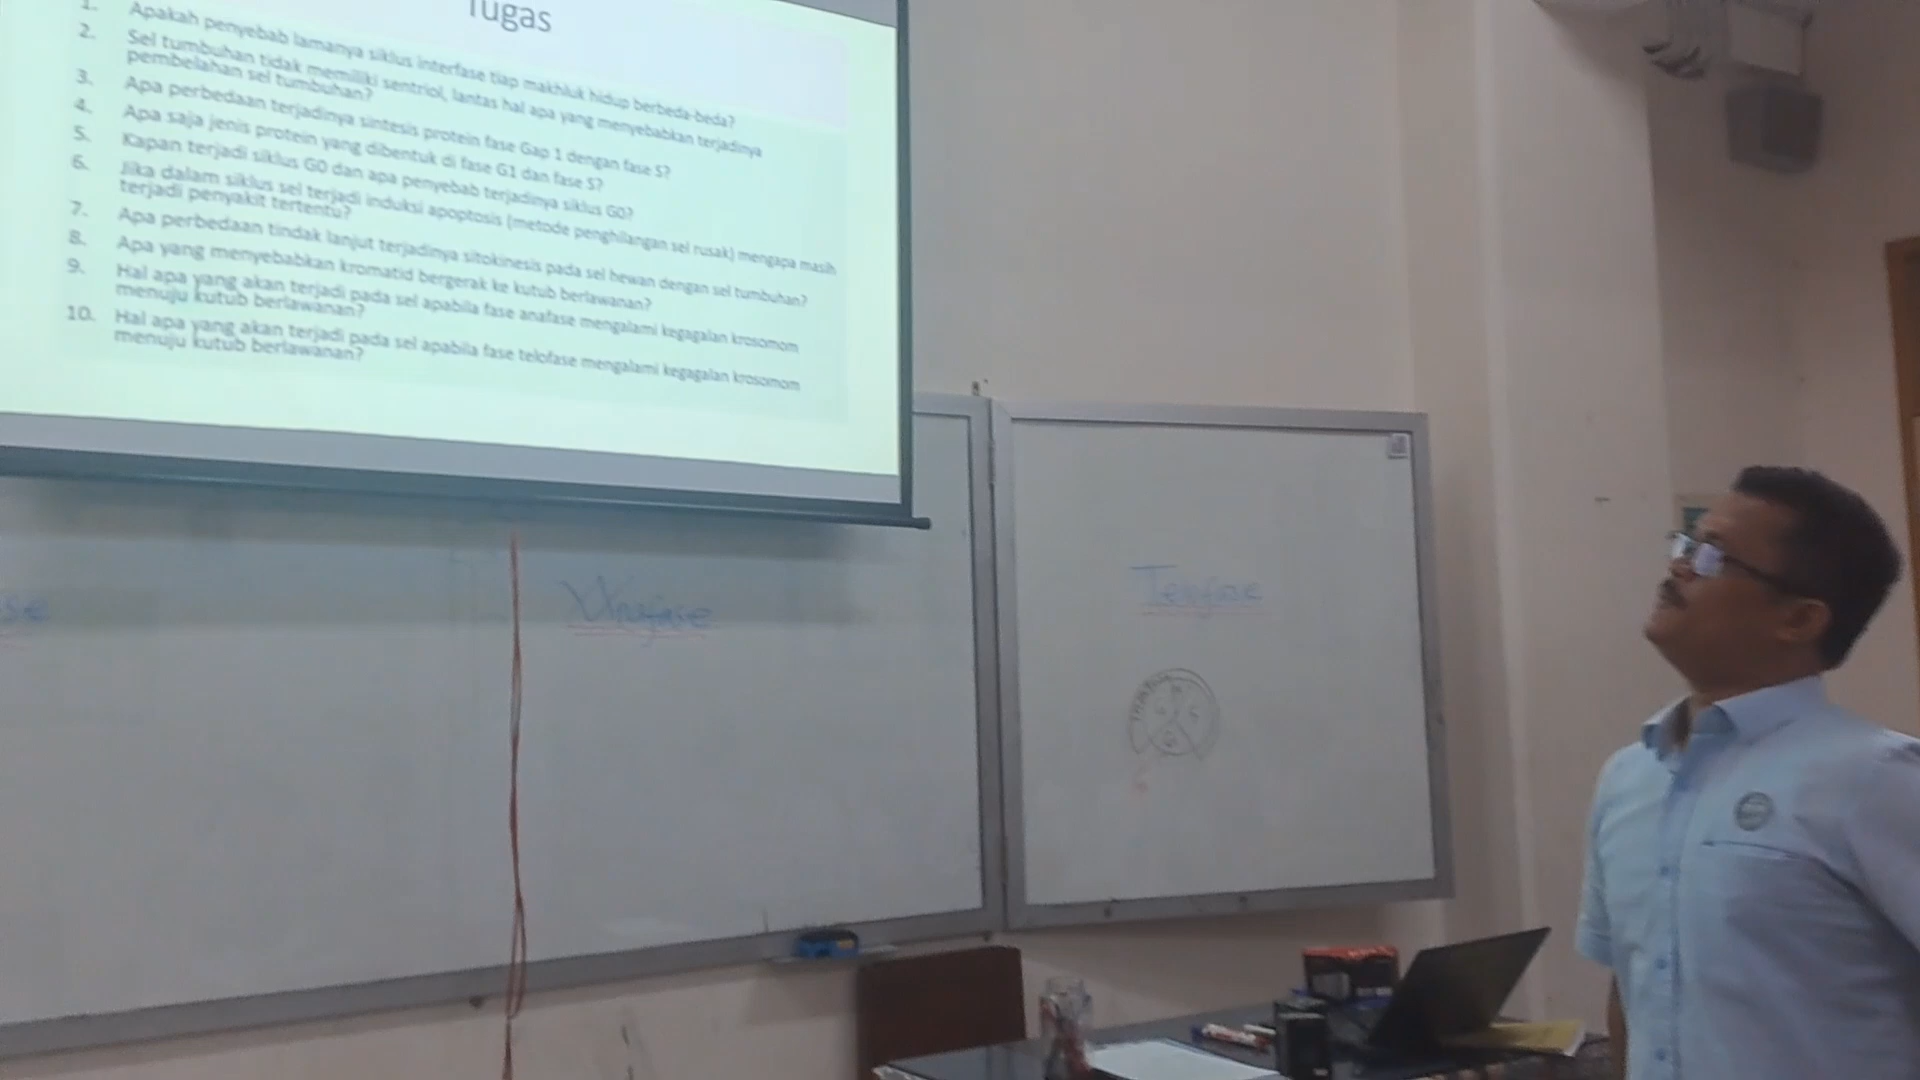 Tugas
1. Apakah penyebab lamanya siklus interfase tiap makhluk hidup berbeda-beda?
2. Sel tumbuhan tidak memiliki sentriol, lantas hal apa yang menyebabkan terjadinya
pembelahan sel tumbuhan?
3. Apa perbedaan terjadinya sintesis protein fase Gap 1 dengan fase S?
4. Apa saja jenis protein yang dibentuk di fase G1 dan fase S?
5. Kapan terjadi siklus G0 dan apa penyebab terjadinya siklus G0?
6. Jika dalam siklus sel terjadi induksi apoptosis (metode penghilangan sel rusak) mengapa masih
terjadi penyakit tertentu?
7. Apa perbedaan tindak lanjut terjadinya sitokinesis pada sel hewan dengan sel tumbuhan?
8. Apa yang menyebabkan kromatid bergerak ke kutub berlawanan?
9. Hal apa yang akan terjadi pada sel apabila fase anafase mengalami kegagalan krosomom
menuju kutub berlawanan?
10. Hal apa yang akan terjadi pada sel apabila fase telofase mengalami kegagalan krosomom
menuju kutub berlawanan?
se
Anafase
Telofase